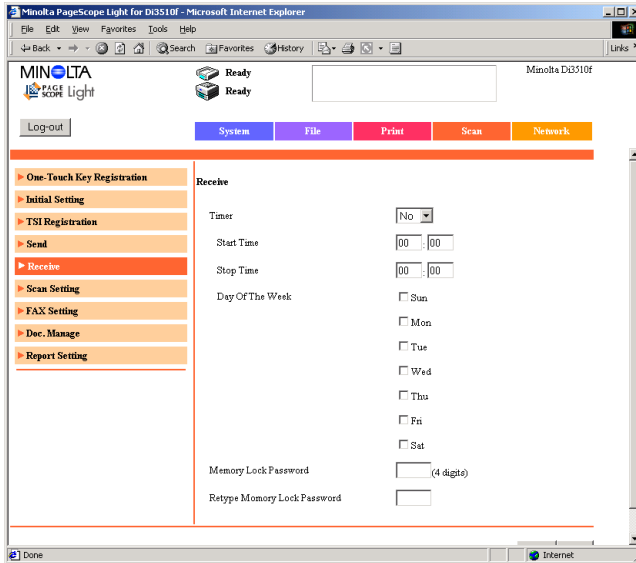 Minolta PageScope Light for Di3510f - Microsoft Internet Explorer
File Edit View Favorites Tools Help
Back Search Favorites History Links
MINOLTA
PAGE SCOPE Light
Ready
Ready
Minolta Di3510f
Log-out
System File Print Scan Network
One-Touch Key Registration
Initial Setting
TSI Registration
Send
Receive
Scan Setting
FAX Setting
Doc. Manage
Report Setting
Receive
Timer No
Start Time 00 : 00
Stop Time 00 : 00
Day Of The Week Sun
Mon
Tue
Wed
Thu
Fri
Sat
Memory Lock Password (4 digits)
Retype Momory Lock Password
Done Internet